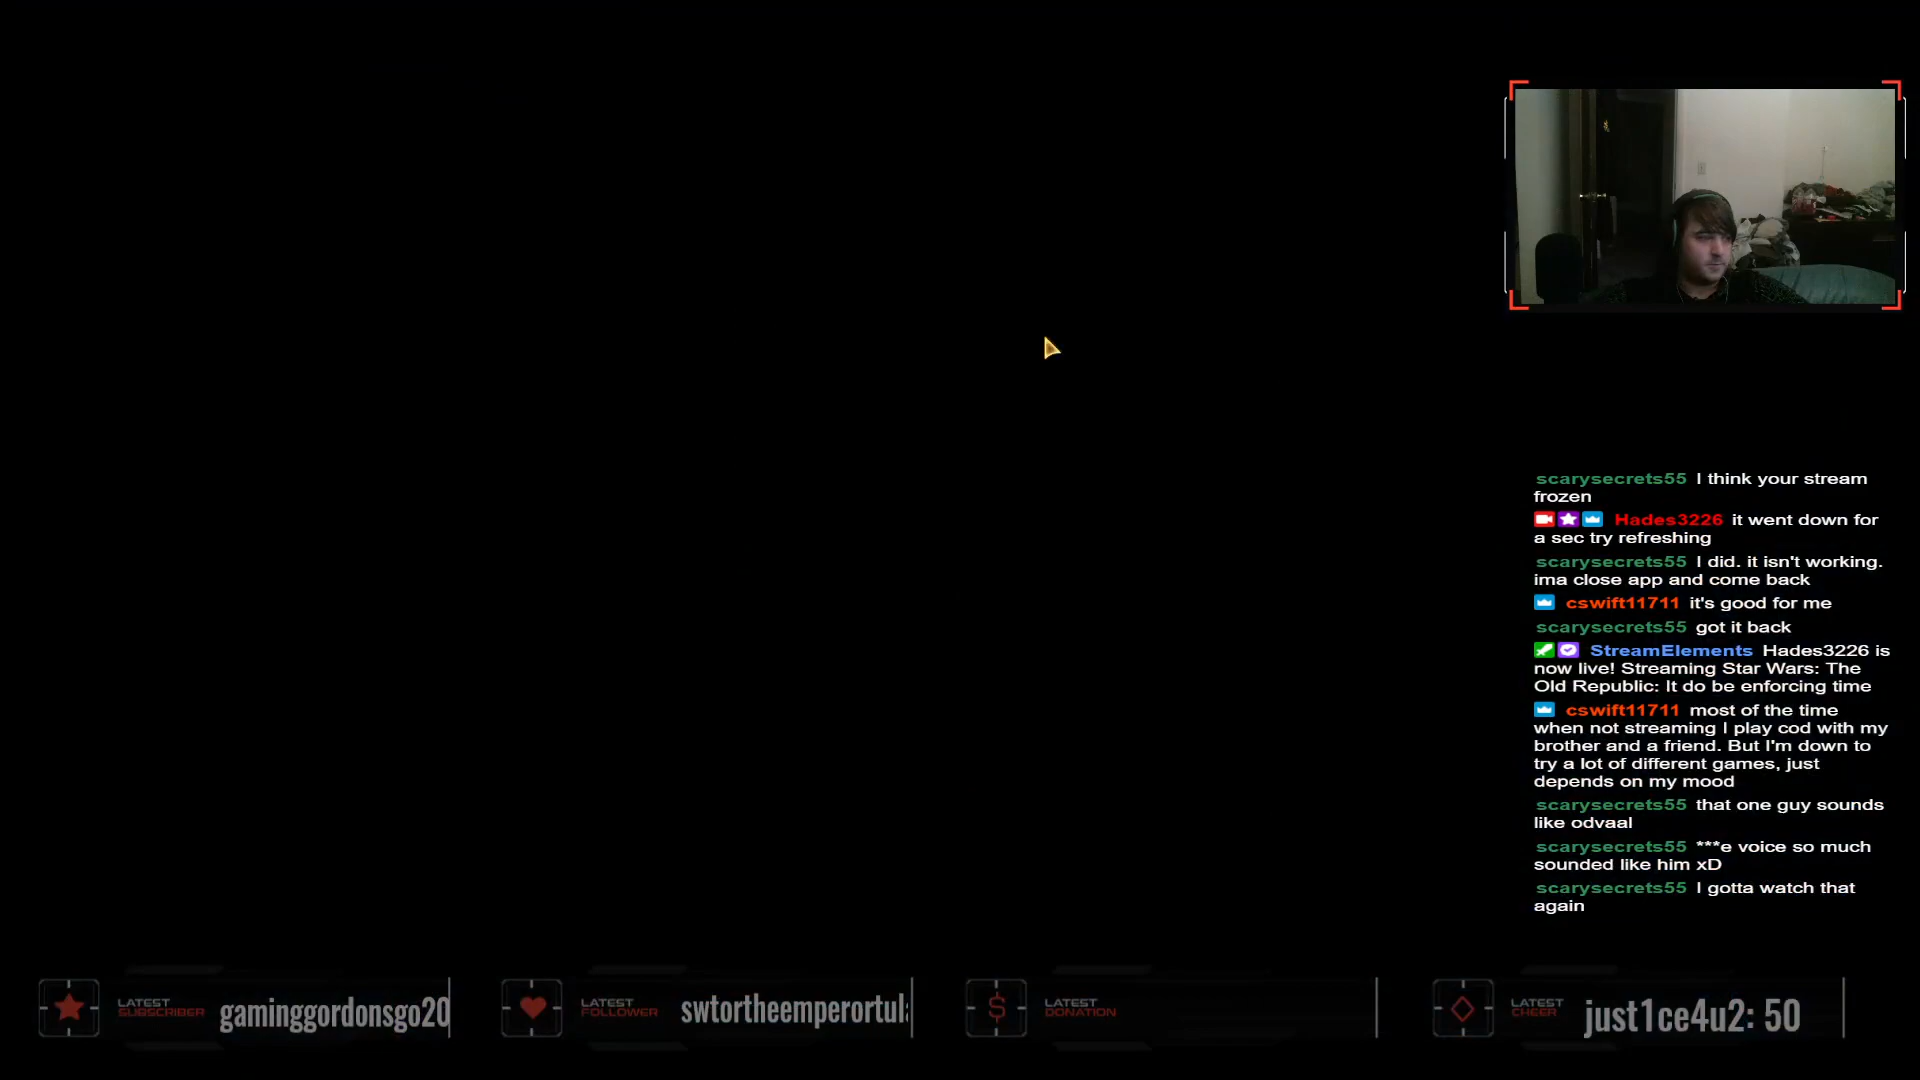 scarysecrets55 I think your stream
frozen
Hades3226 it went down for
a sec try refreshing
scarysecrets55 I did. it isn't working.
ima close app and come back
cswift11711 it's good for me
scarysecrets55 got it back
StreamElements Hades3226 is
now live! Streaming Star Wars: The
Old Republic: It do be enforcing time
cswift11711 most of the time
when not streaming I play cod with my
brother and a friend. But I'm down to
try a lot of different games, just
depends on my mood
scarysecrets55 that one guy sounds
like odvaal
scarysecrets55 ***e voice so much
sounded like him xD
scarysecrets55 I gotta watch that
again
LATEST
SUBSCRIBER
gaminggordonsgo20
LATEST
FOLLOWER
swtortheemperortul
LATEST
DONATION
LATEST
CHEER
just1ce4u2: 50